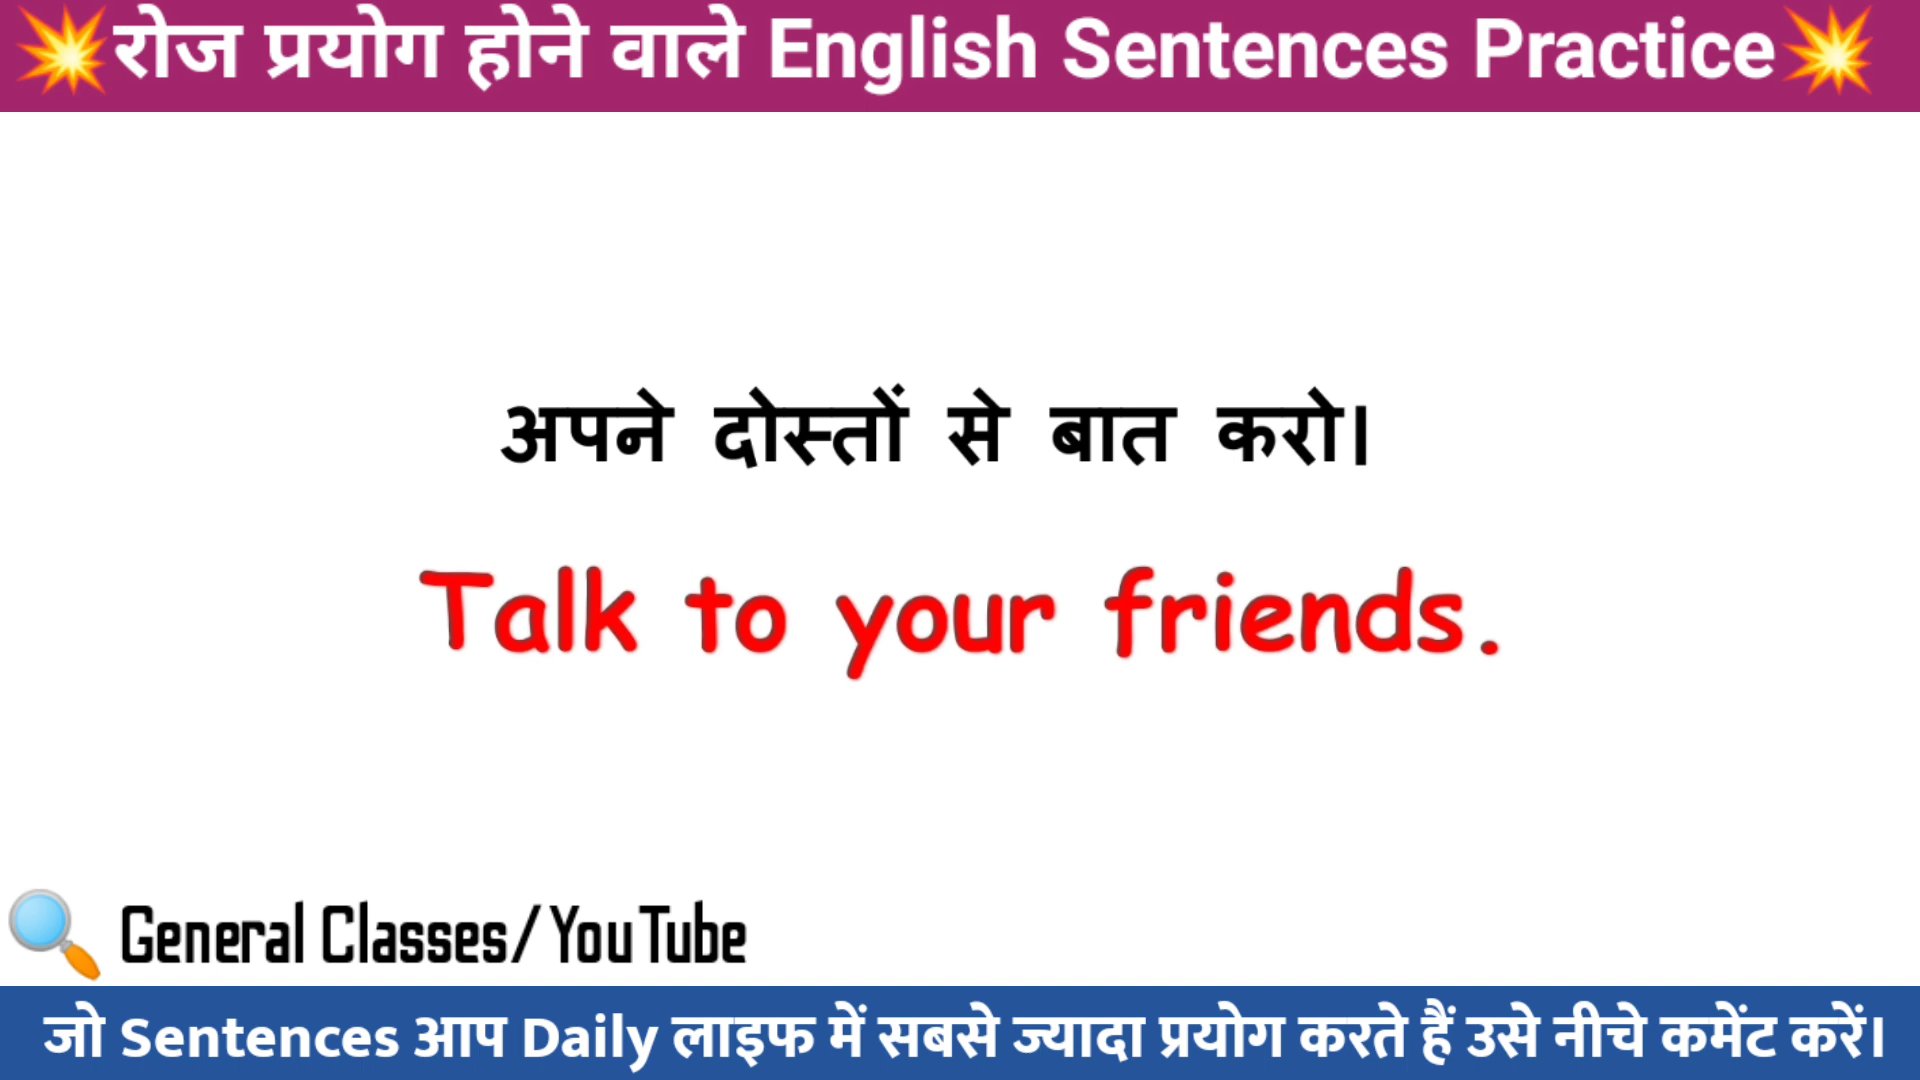 💥रोज प्रयोग होने वाले English Sentences Practice💥
अपने दोस्तों से बात करो।
Talk to your friends.
🔍 General Classes/YouTube
जो Sentences आप Daily लाइफ में सबसे ज्यादा प्रयोग करते हैं उसे नीचे कमेंट करें।